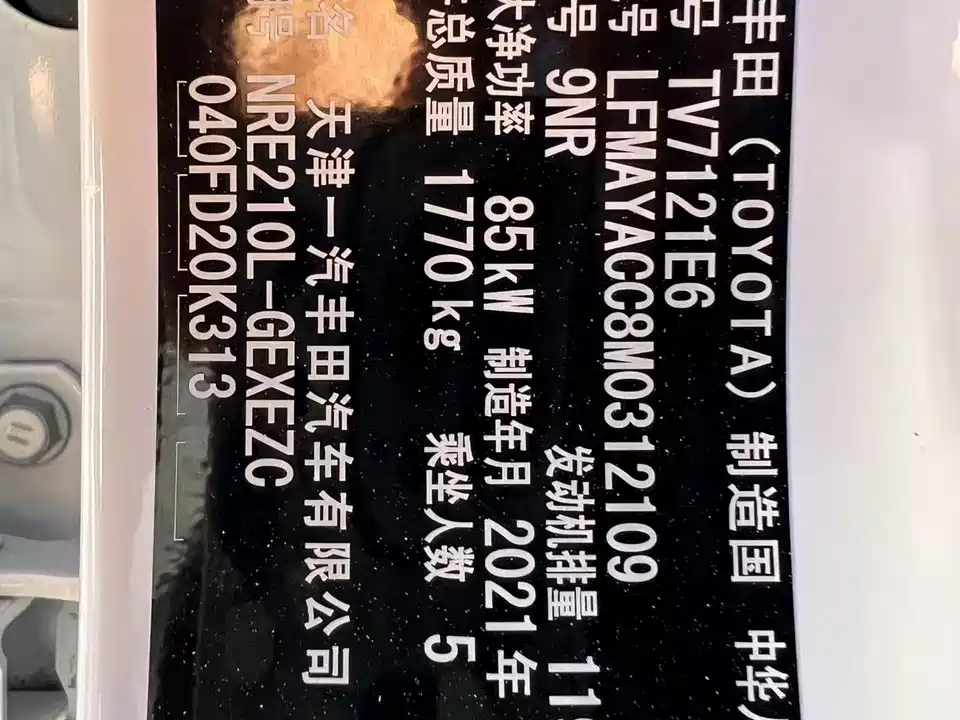 丰田 (TOYOTA) 制造国 中华
号 TV7121E6
号 LFMAYACC8M0312109
号 9NR 发动机排量 11
大净功率 85kW 制造年月 2021年
总质量 1770kg 乘坐人数 5
名 天津一汽丰田汽车有限公司
号 NRE210L-GEXEZC
040FD20K313